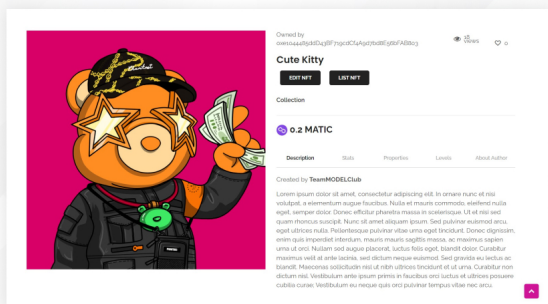 Owned by
views
0
Cute Kitty
EDIT NFT
LIST NFT
Collection
0.2 MATIC
Description
Stats
Properties
Levels
About Author
Created by TeamMODELClub
Lorem ipsum dolor sit amet, consectetur adipiscing elit. In ornare nunc et nisi
volutpat, a elementum augue faucibus. Nulla et mauris commodo, eleifend nulla
eget, semper dolor. Donec efficitur pharetra massa in scelerisque. Ut et nisi sed
quam rhoncus suscipit. Nunc sit amet aliquam ipsum. Sed pulvinar euismod arcu,
eget ultrices nulla. Pellentesque pulvinar vitae urna eget tincidunt. Donec dignissim,
enim quis imperdiet interdum, mauris mauris sagittis massa, ac maximus sapien
urna ut orci. Nullam sed augue placerat, luctus felis eget, blandit dolor. Curabitur
maximus velit at ante lacinia, sed dictum neque euismod. Sed gravida eu lectus ac
blandit. Maecenas sollicitudin nisl ut nibh ultrices tincidunt et ut urna. Curabitur non
dictum nisl. Vestibulum ante ipsum primis in faucibus orci luctus et ultrices posuere
cubilia curae; Vestibulum eu neque quis orci pulvinar tempus vitae nec arcu.